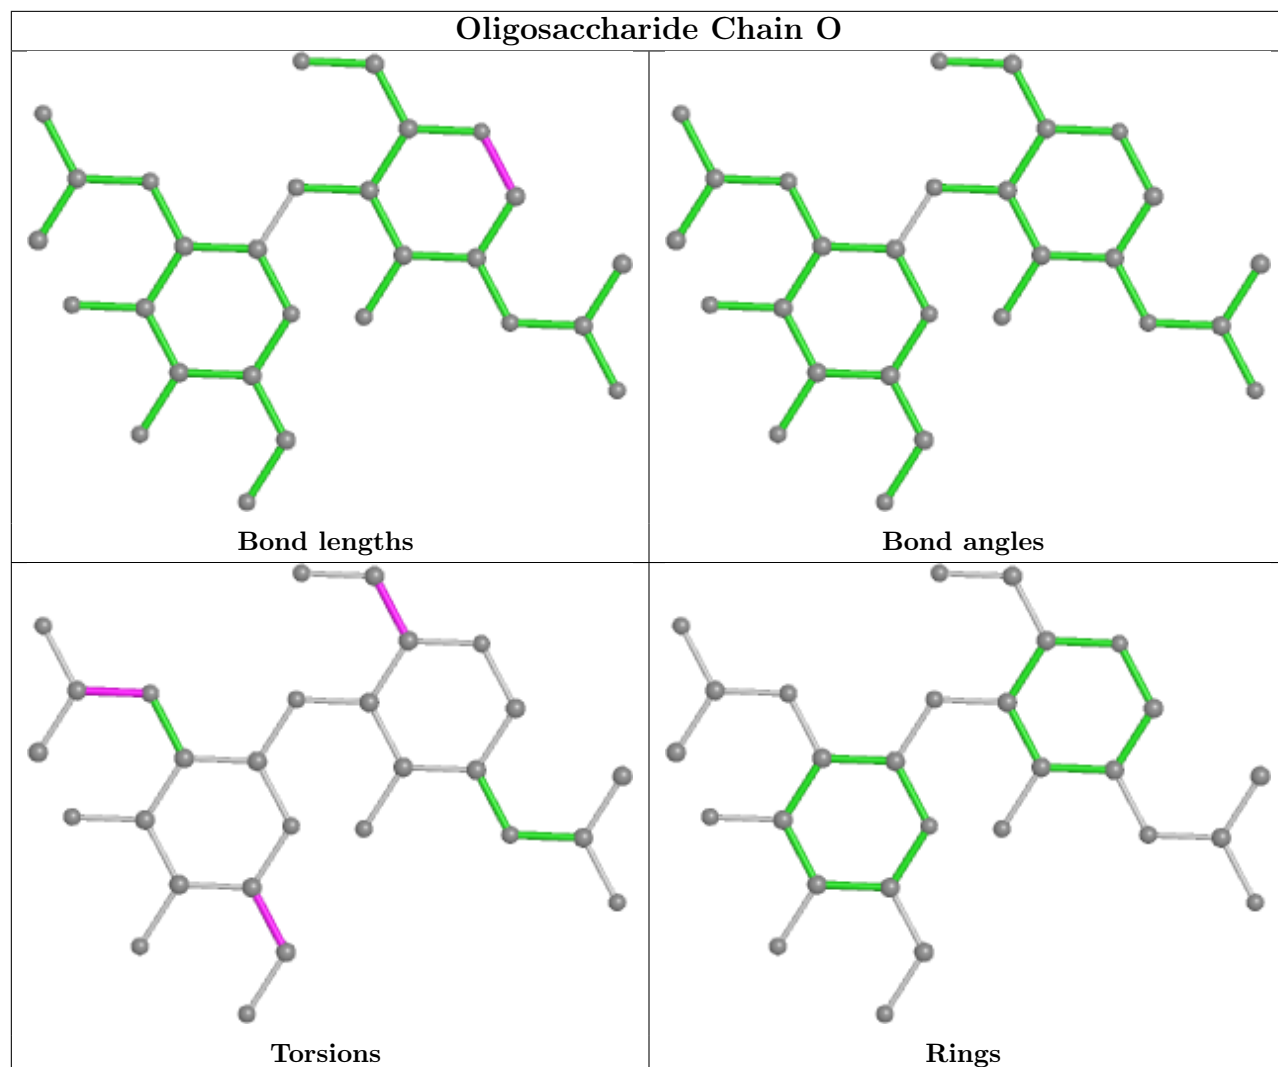 Oligosaccharide Chain O
Bond lengths
Bond angles
Torsions
Rings